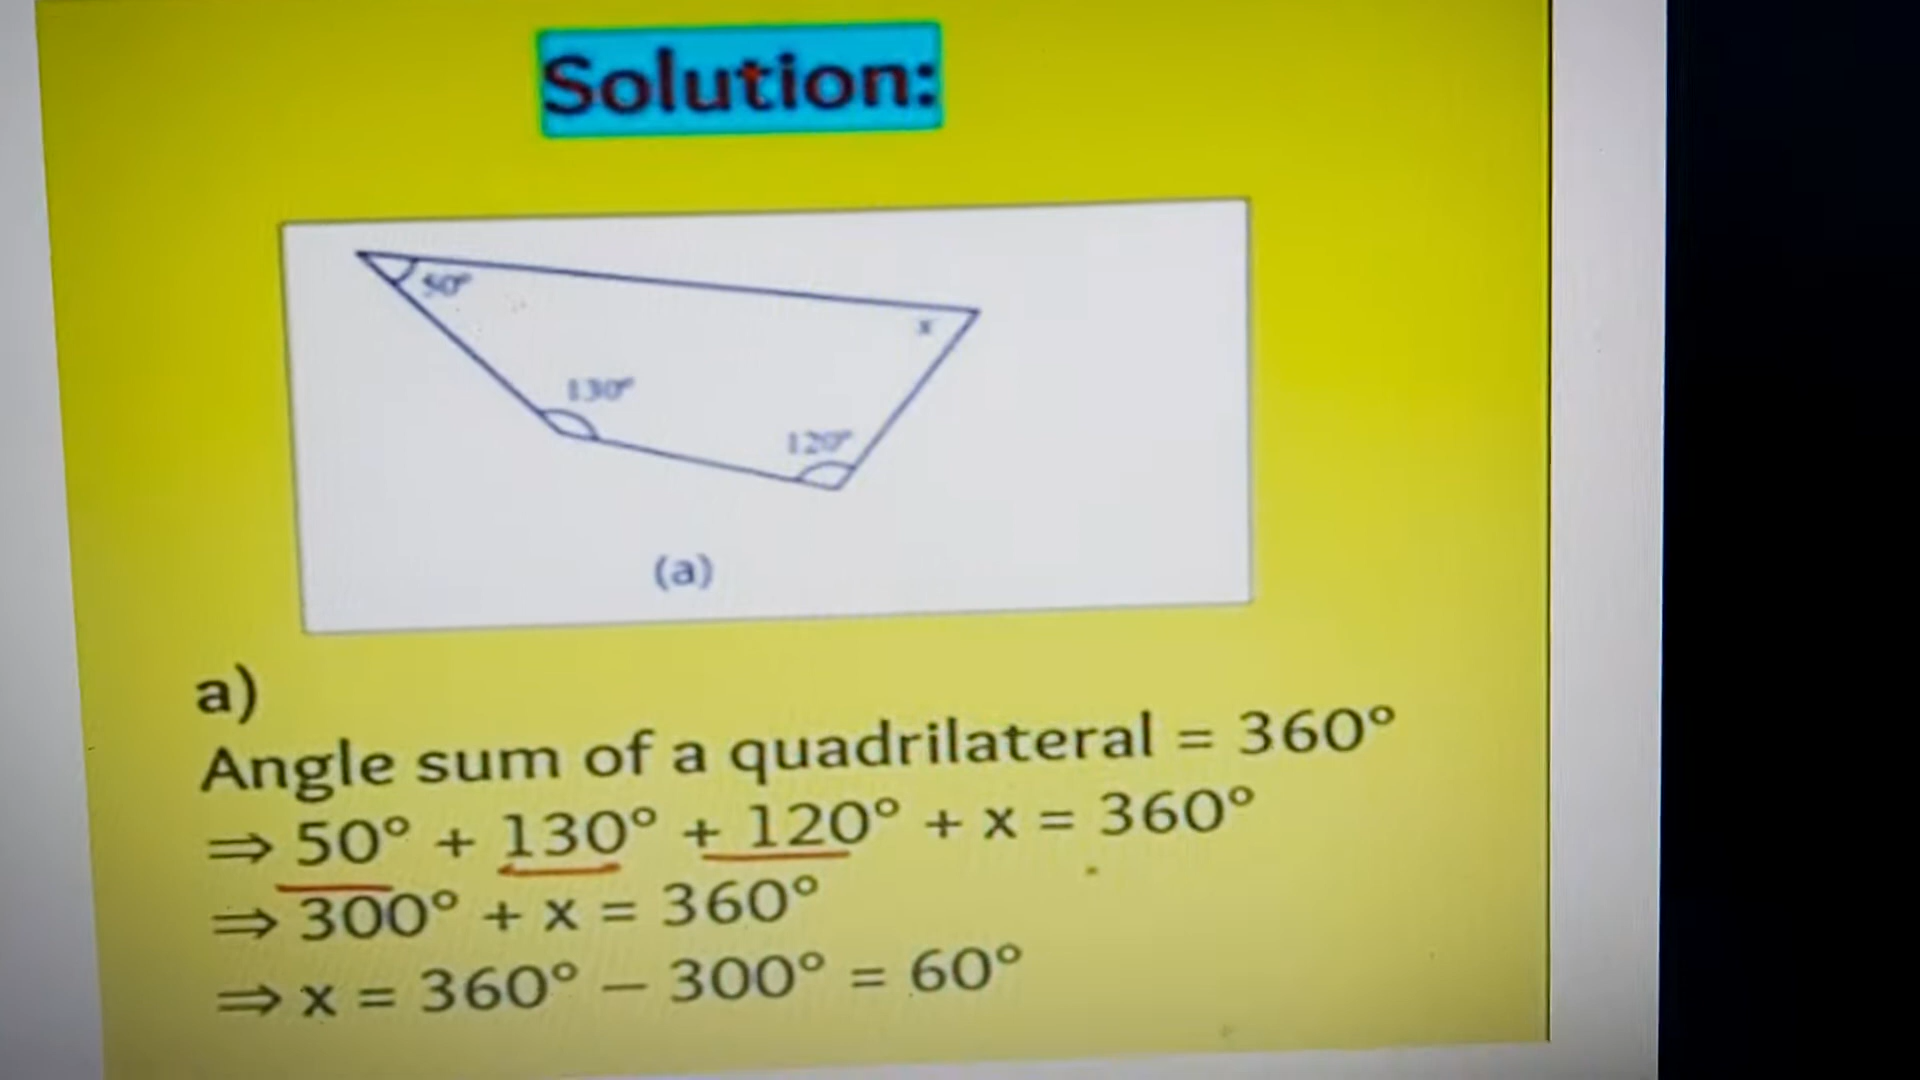 Solution:
50°
x
130°
120°
(a)
a)
Angle sum of a quadrilateral = 360°
⇒ 50° + 130° + 120° + x = 360°
⇒ 300° + x = 360°
⇒ x = 360° – 300° = 60°